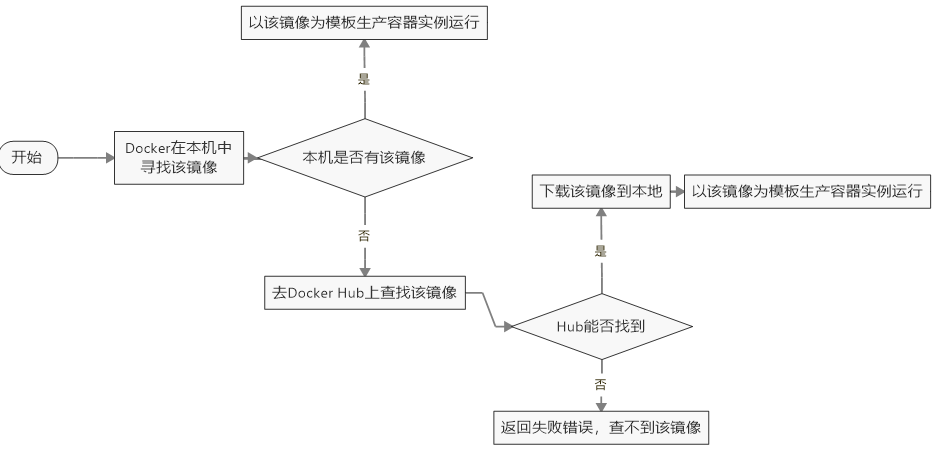 以该镜像为模板生产容器实例运行
是
开始
Docker在本机中
寻找该镜像
本机是否有该镜像
否
去Docker Hub上查找该镜像
下载该镜像到本地
以该镜像为模板生产容器实例运行
是
Hub能否找到
否
返回失败错误，查不到该镜像